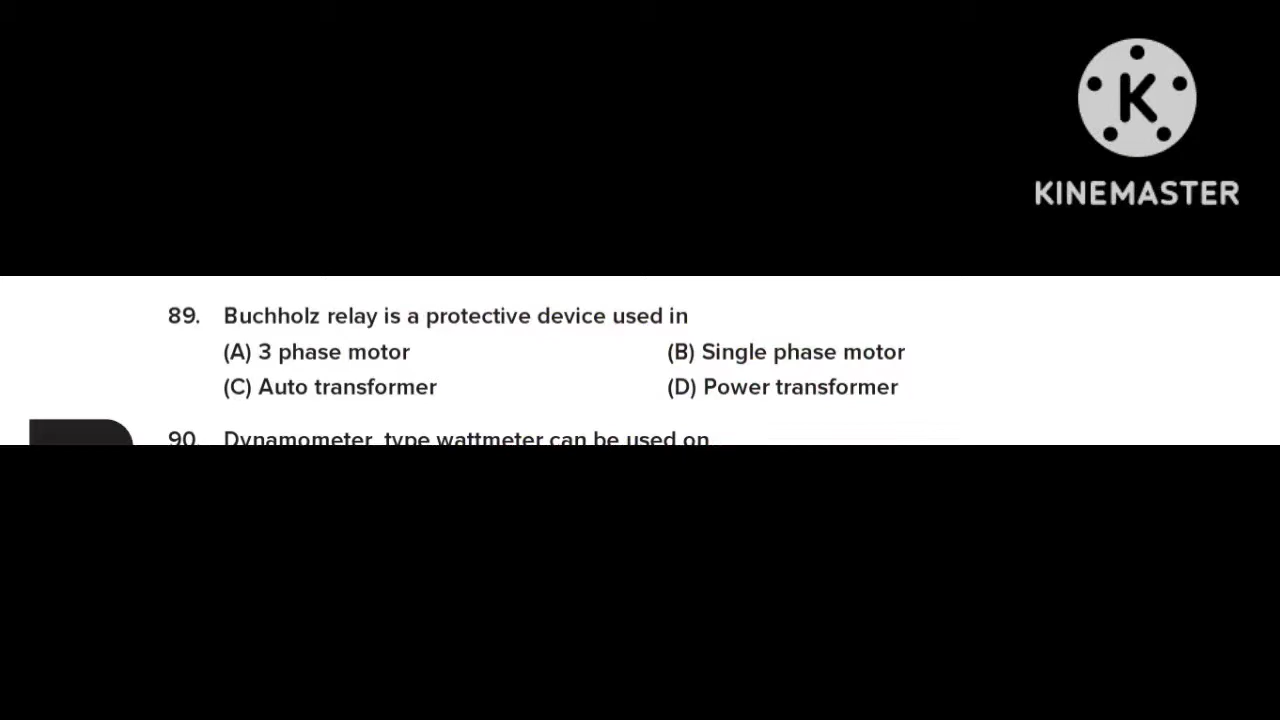 K
KINEMASTER
89. Buchholz relay is a protective device used in
(A) 3 phase motor (B) Single phase motor
(C) Auto transformer (D) Power transformer
90. Dynamometer type wattmeter can be used on